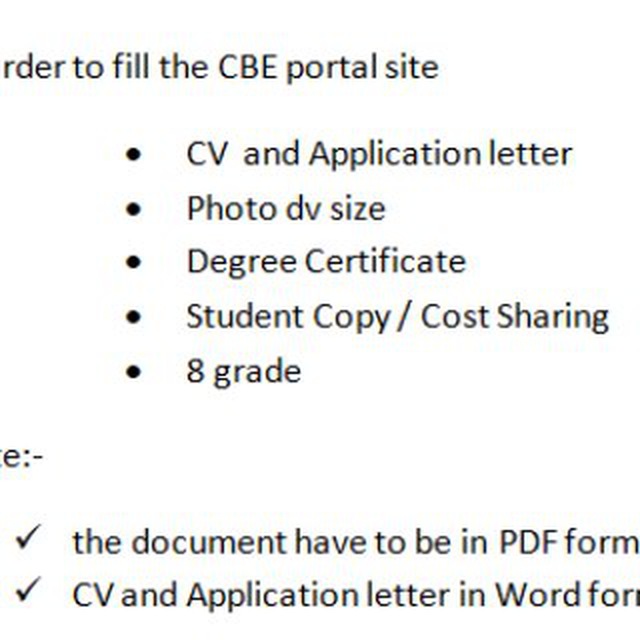 rder to fill the CBE portal site
• CV and Application letter
• Photo dv size
• Degree Certificate
• Student Copy / Cost Sharing
• 8 grade
te:-
✓ the document have to be in PDF form
✓ CV and Application letter in Word for